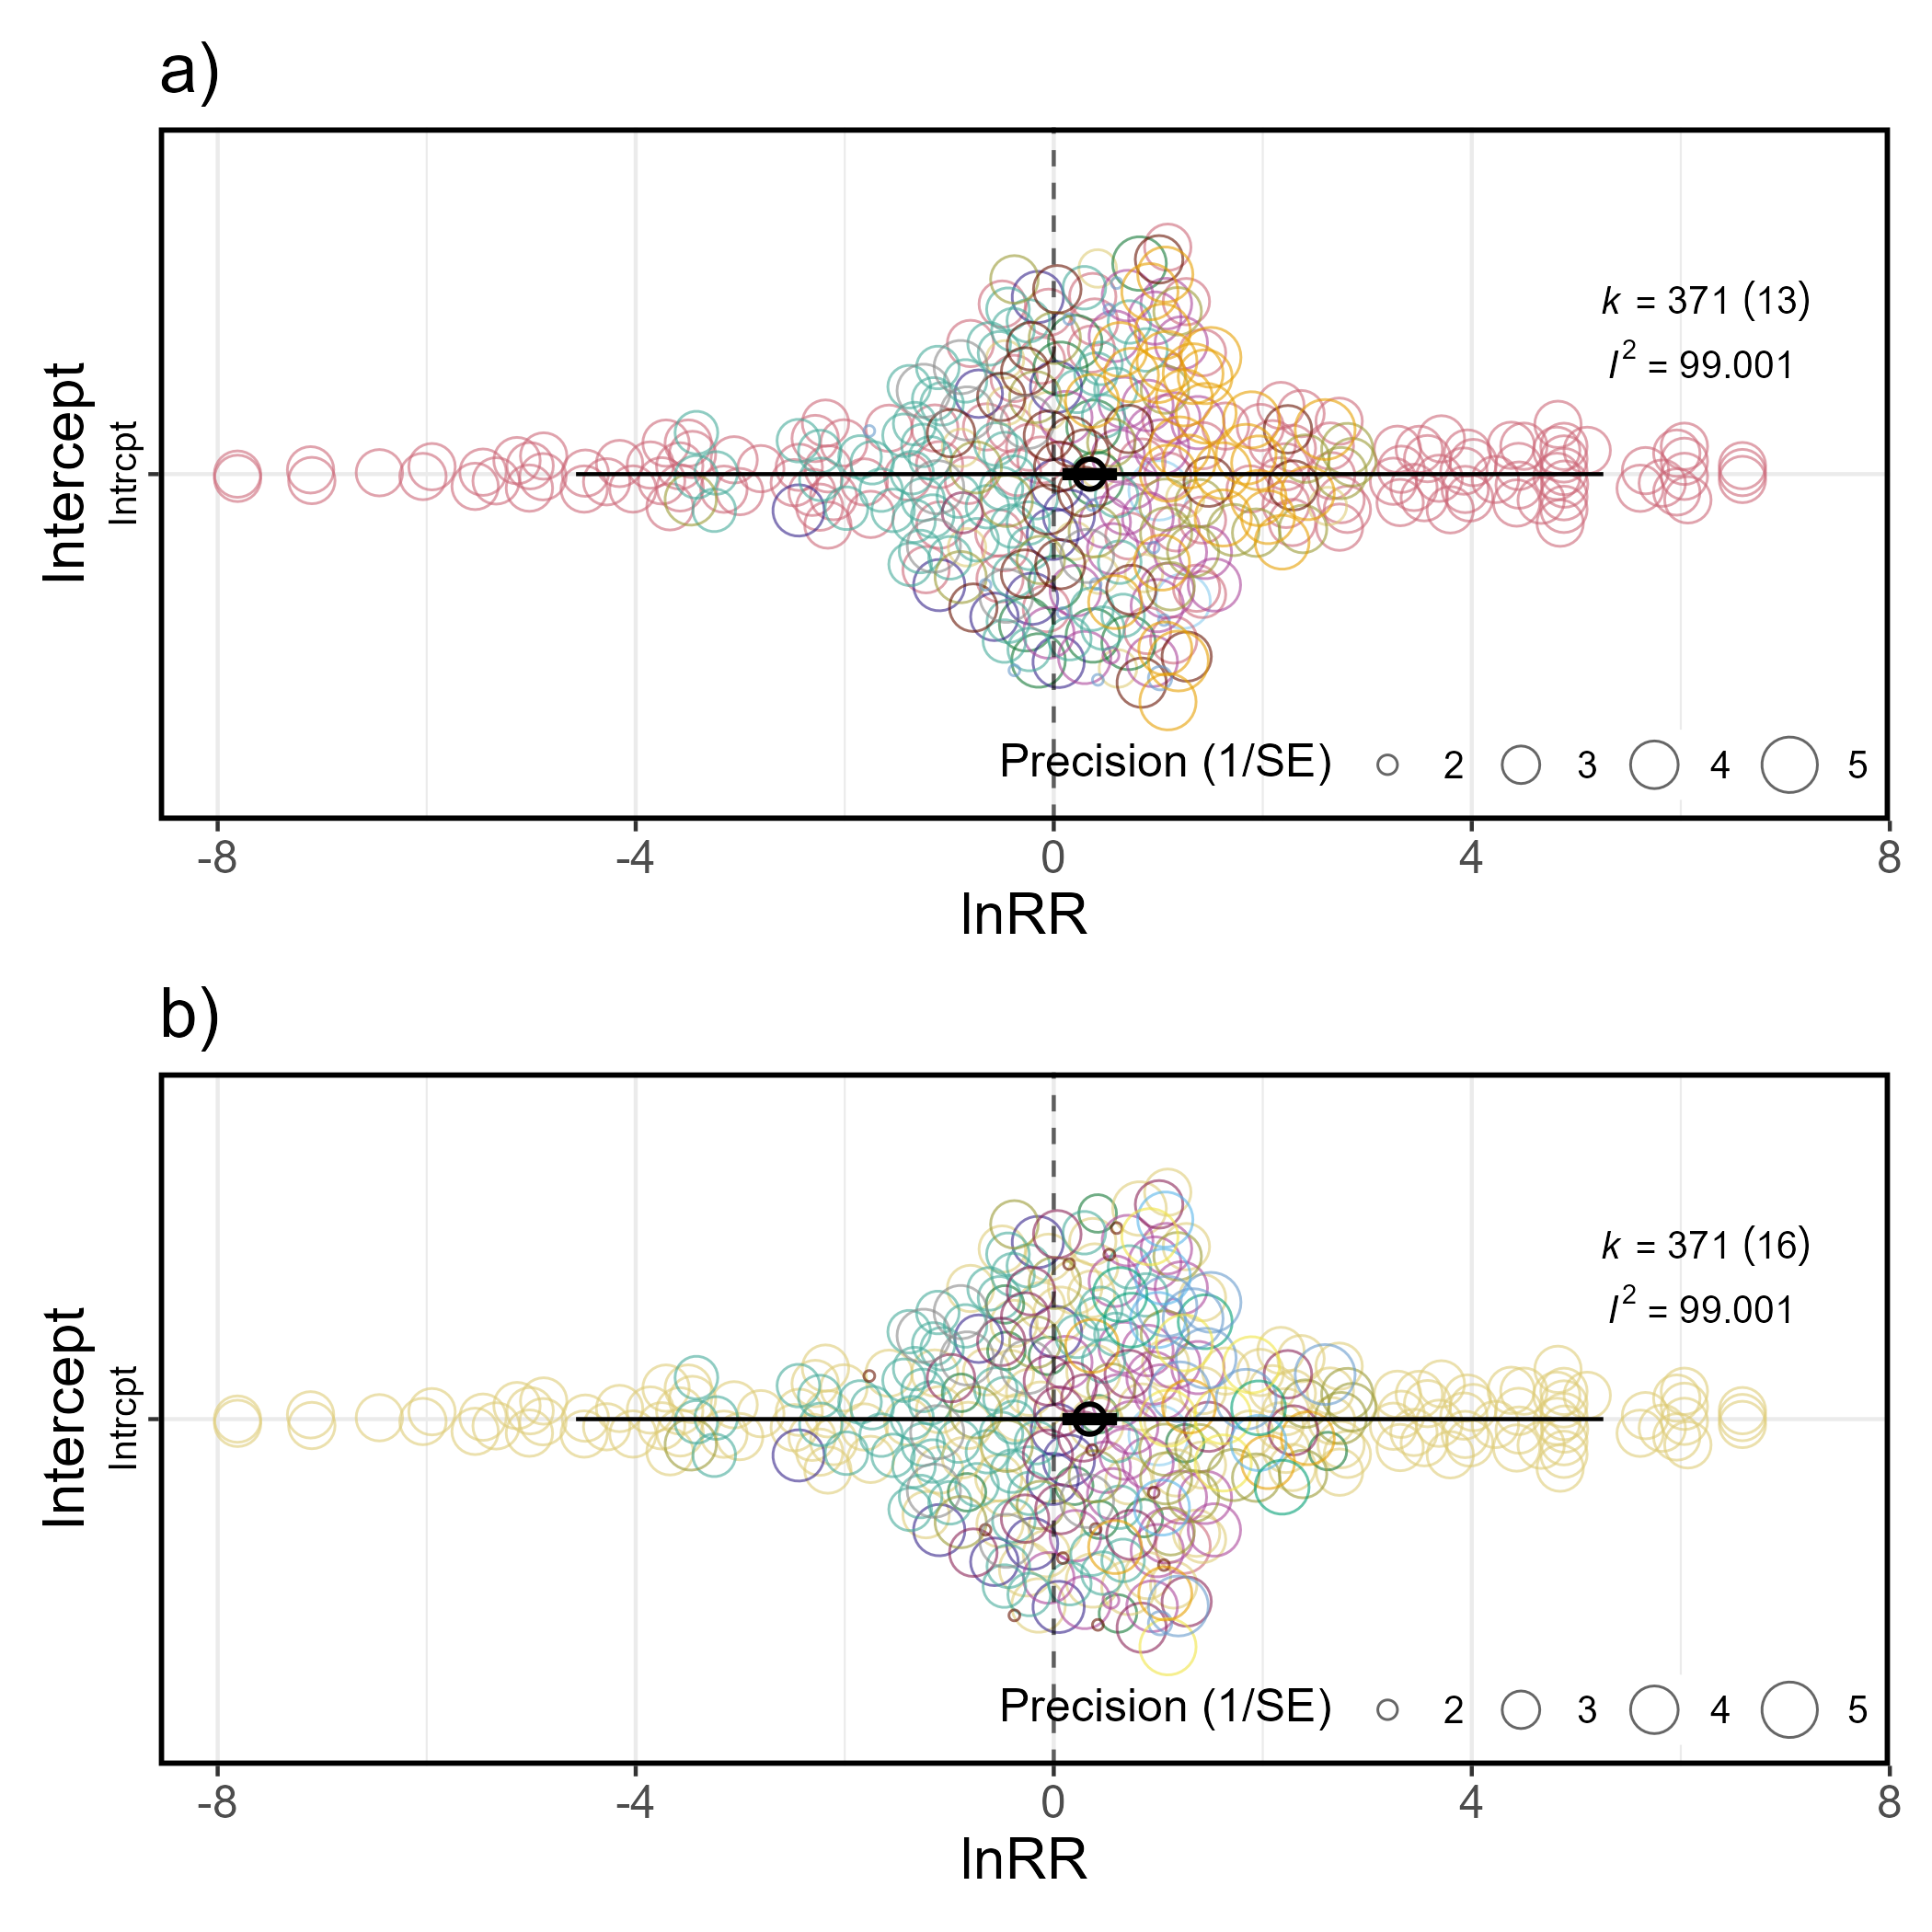 a)
Intercept
Intrcpt
k = 371 (13)
I² = 99.001
Precision (1/SE) 2 3 4 5
-8 -4 0 4 8
lnRR
b)
Intercept
Intrcpt
k = 371 (16)
I² = 99.001
Precision (1/SE) 2 3 4 5
-8 -4 0 4 8
lnRR